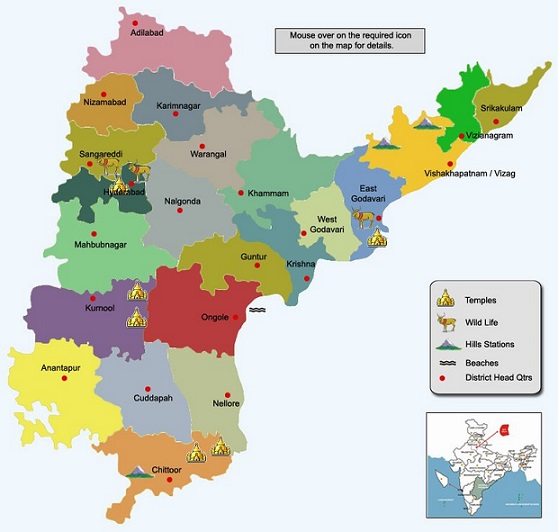 Adilabad
Mouse over on the required icon
on the map for details.
Nizamabad
Karimnagar
Srikakulam
Vizianagram
Sangareddi
Warangal
Vishakhapatnam / Vizag
Hyderabad
Khammam
East
Godavari
Nalgonda
West
Godavari
Mahbubnagar
Guntur
Krishna
Kurnool
Ongole
Temples
Wild Life
Hills Stations
Beaches
District Head Qtrs
Anantapur
Cuddapah
Nellore
Chittoor